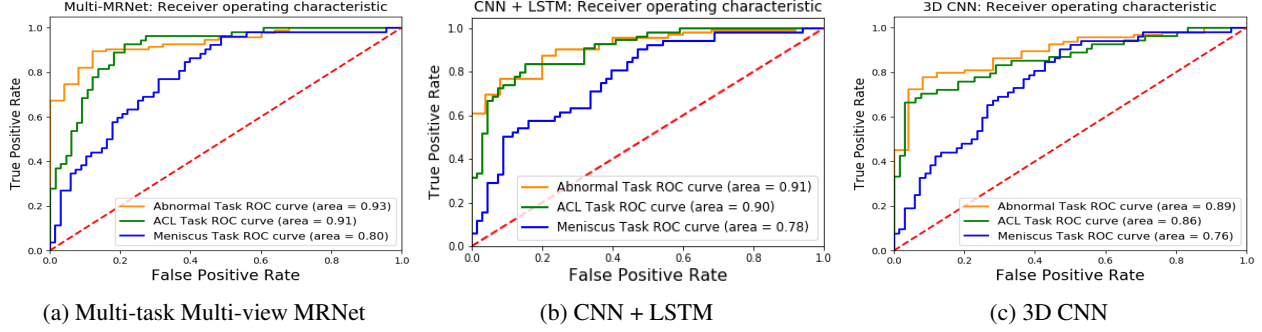 Multi-MRNet: Receiver operating characteristic
True Positive Rate
1.0
0.8
0.6
0.4
0.2
0.0
Abnormal Task ROC curve (area = 0.93)
ACL Task ROC curve (area = 0.91)
Meniscus Task ROC curve (area = 0.80)
0.0 0.2 0.4 0.6 0.8 1.0
False Positive Rate
(a) Multi-task Multi-view MRNet
CNN + LSTM: Receiver operating characteristic
True Positive Rate
1.0
0.8
0.6
0.4
0.2
0.0
Abnormal Task ROC curve (area = 0.91)
ACL Task ROC curve (area = 0.90)
Meniscus Task ROC curve (area = 0.78)
0.0 0.2 0.4 0.6 0.8 1.0
False Positive Rate
(b) CNN + LSTM
3D CNN: Receiver operating characteristic
True Positive Rate
1.0
0.8
0.6
0.4
0.2
0.0
Abnormal Task ROC curve (area = 0.89)
ACL Task ROC curve (area = 0.86)
Meniscus Task ROC curve (area = 0.76)
0.0 0.2 0.4 0.6 0.8 1.0
False Positive Rate
(c) 3D CNN